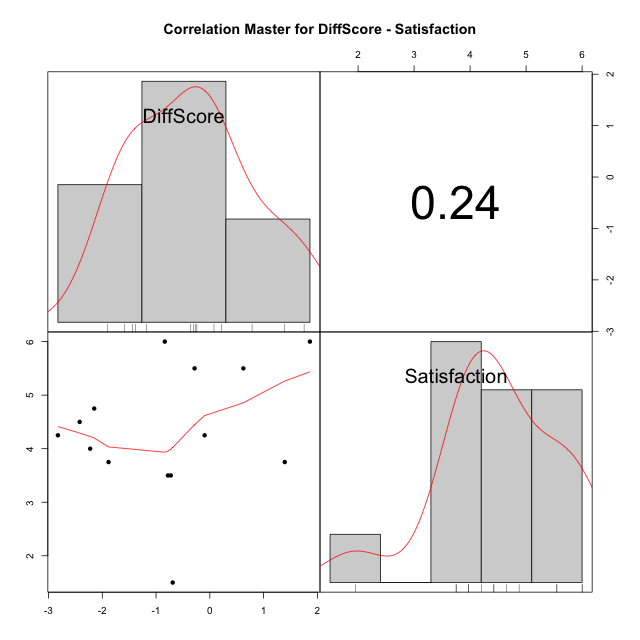 Correlation Master for DiffScore - Satisfaction
2 3 4 5 6
DiffScore
0.24
2
1
0
-1
-2
-3
6
5
4
3
2
Satisfaction
-3 -2 -1 0 1 2